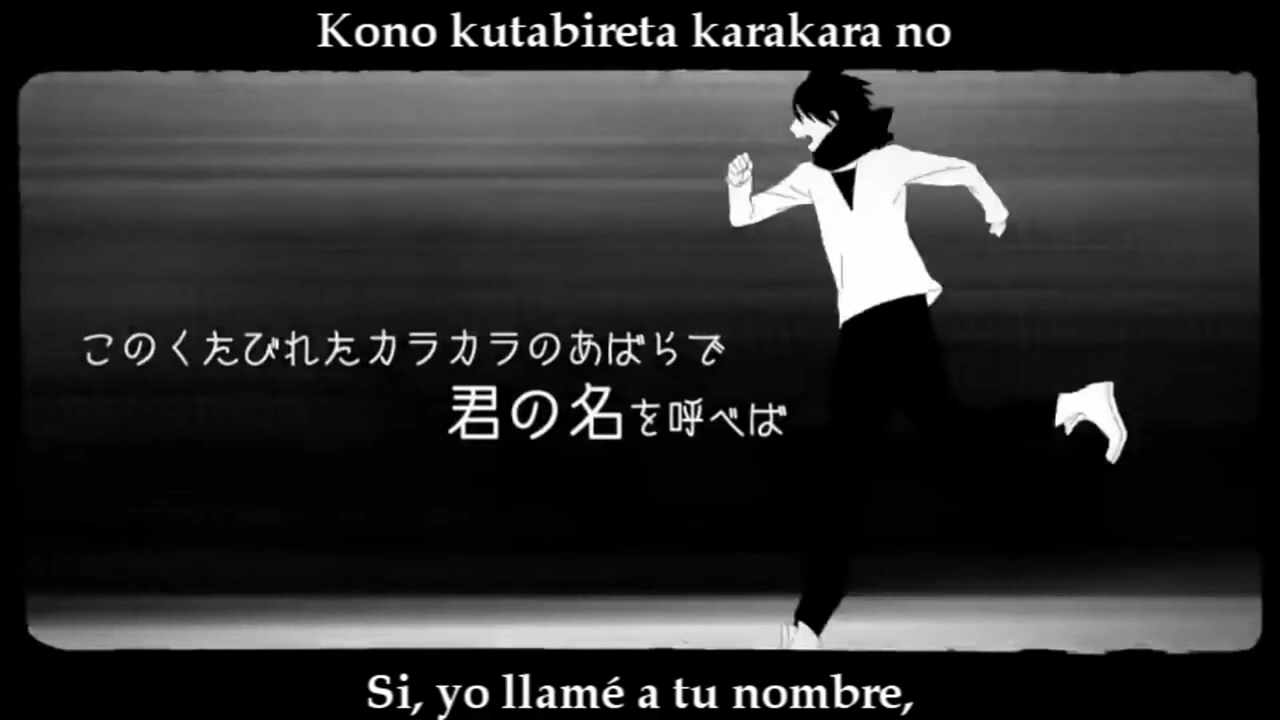 Kono kutabireta karakara no
このくたびれたカラカラのあばらで
君の名を呼べば
Si, yo llamé a tu nombre,